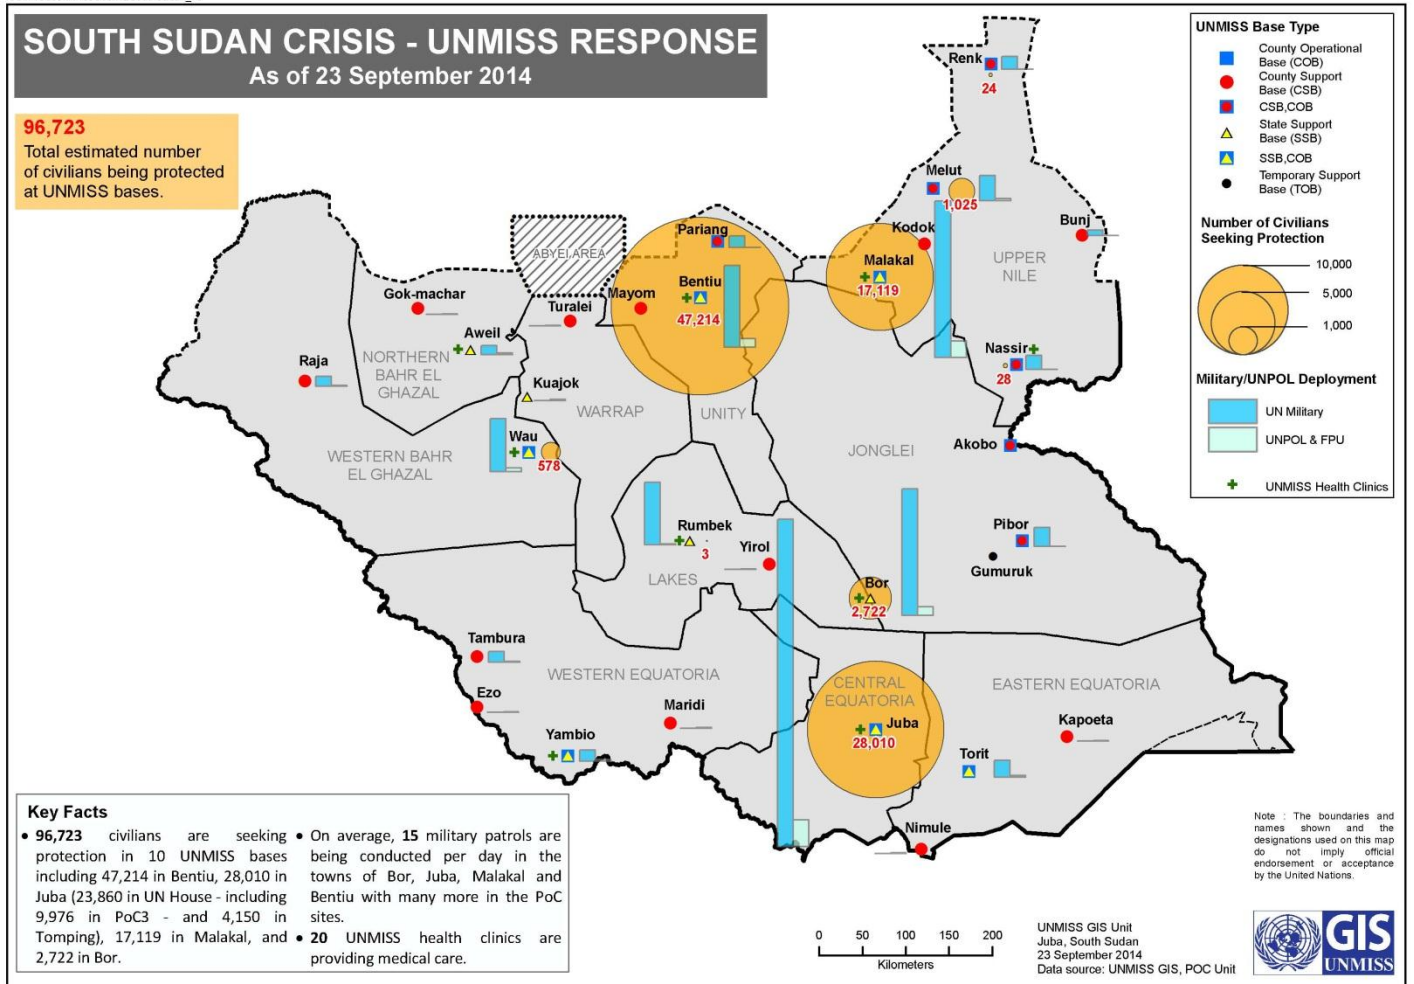 SOUTH SUDAN CRISIS - UNMISS RESPONSE
As of 23 September 2014
96,723
Total estimated number
of civilians being protected
at UNMISS bases.
UNMISS Base Type
County Operational
Base (COB)
County Support
Base (CSB)
CSB,COB
State Support
Base (SSB)
SSB,COB
Temporary Support
Base (TOB)
Number of Civilians
Seeking Protection
10,000
5,000
1,000
Military/UNPOL Deployment
UN Military
UNPOL & FPU
UNMISS Health Clinics
Renk
24
Melut
1,025
Kodok
Bunj
UPPER
NILE
Malakal
17,119
Nassir
28
Pariang
Bentiu
47,214
Mayom
ABYEI AREA
Turalei
Gok-machar
Aweil
NORTHERN
BAHR EL
GHAZAL
Raja
Kuajok
WARRAP
UNITY
Wau
578
WESTERN BAHR
EL GHAZAL
JONGLEI
Akobo
Pibor
Gumuruk
Rumbek
3
Yirol
LAKES
Bor
2,722
Tambura
WESTERN EQUATORIA
Ezo
Maridi
Yambio
CENTRAL
EQUATORIA
Juba
28,010
EASTERN EQUATORIA
Kapoeta
Torit
Nimule
Key Facts
• 96,723 civilians are seeking
protection in 10 UNMISS bases
including 47,214 in Bentiu, 28,010 in
Juba (23,860 in UN House - including
9,976 in PoC3 - and 4,150 in
Tomping), 17,119 in Malakal, and
2,722 in Bor.
• On average, 15 military patrols are
being conducted per day in the
towns of Bor, Juba, Malakal and
Bentiu with many more in the PoC
sites.
• 20 UNMISS health clinics are
providing medical care.
0 50 100 150 200
Kilometers
UNMISS GIS Unit
Juba, South Sudan
23 September 2014
Data source: UNMISS GIS, POC Unit
Note : The boundaries and
names shown and the
designations used on this map
do not imply official
endorsement or acceptance
by the United Nations.
GIS
UNMISS